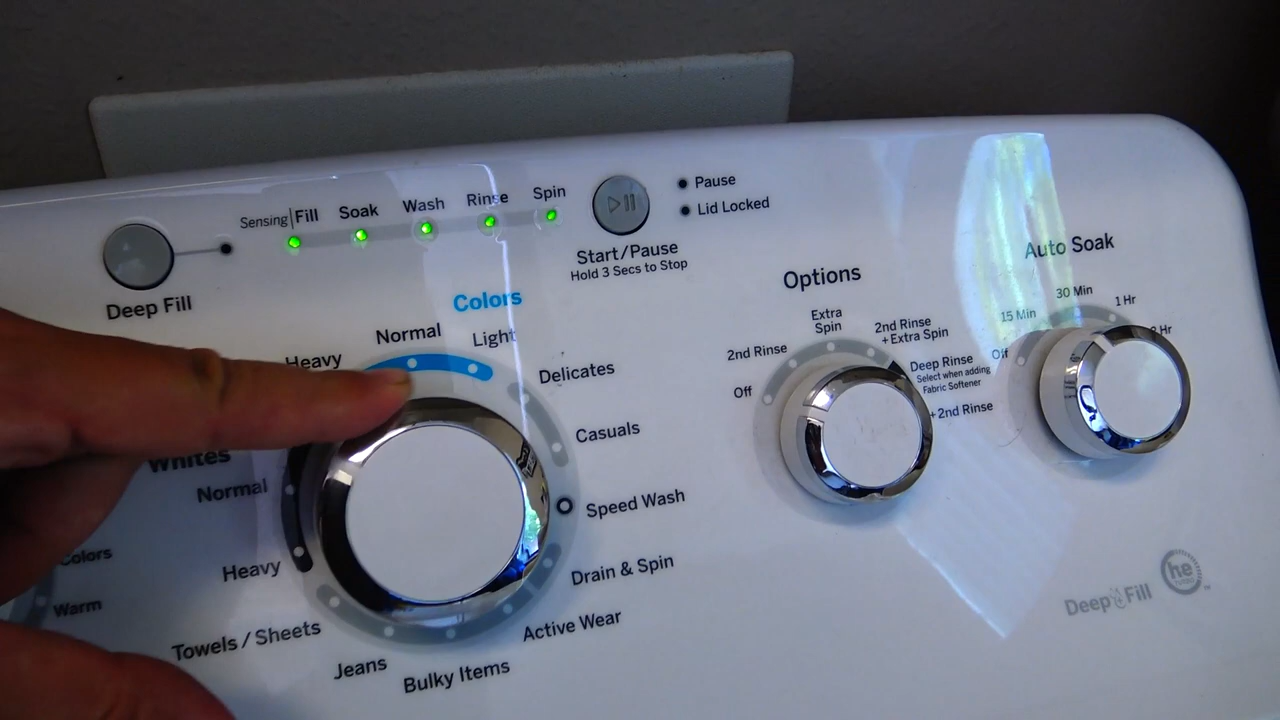 Sensing Fill
Soak
Wash
Rinse
Spin
Deep Fill
Start/Pause
Hold 3 Secs to Stop
Pause
Lid Locked
Colors
Heavy
Normal
Light
Delicates
Casuals
Speed Wash
Drain & Spin
Active Wear
Bulky Items
Jeans
Towels / Sheets
Heavy
Normal
Whites
Colors
Warm
Options
Off
2nd Rinse
Extra
Spin
2nd Rinse
+ Extra Spin
Deep Rinse
Select when adding
Fabric Softener
+ 2nd Rinse
Auto Soak
Off
15 Min
30 Min
1 Hr
2 Hr
Deep Fill
he